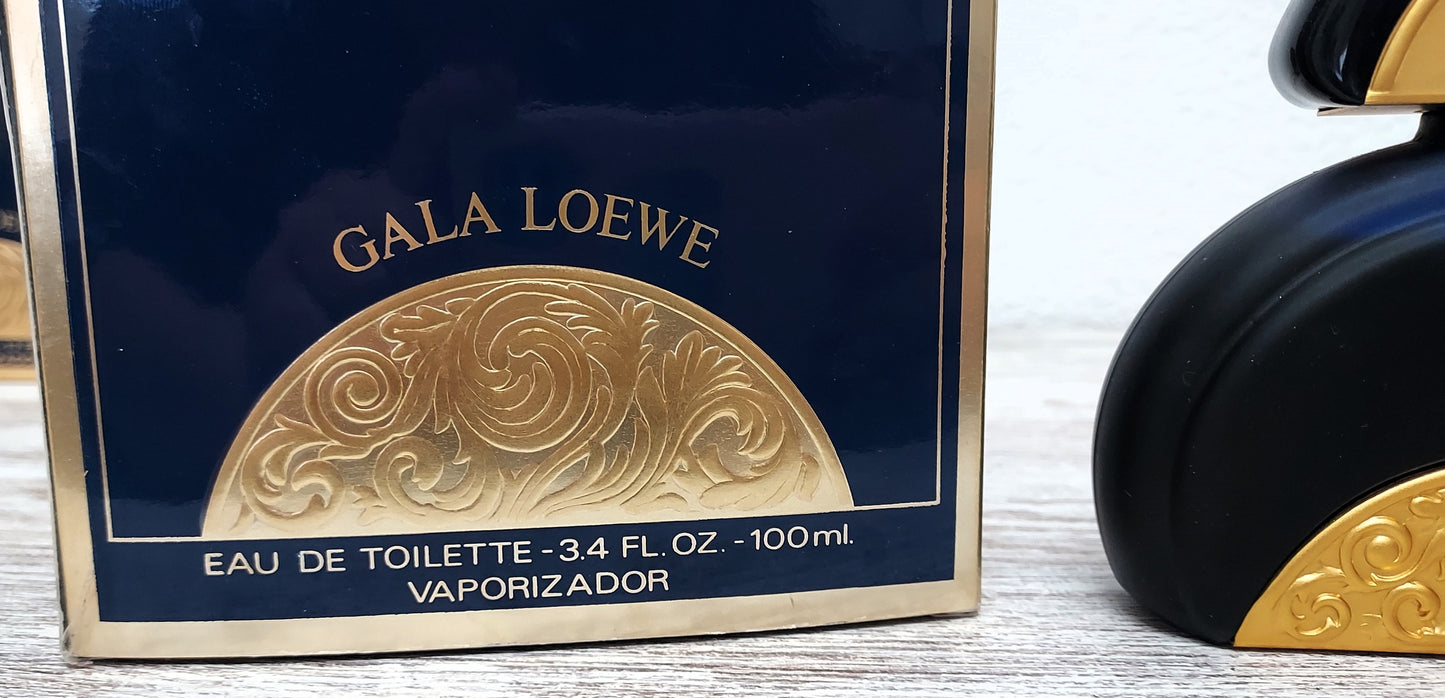 GALA LOEWE
EAU DE TOILETTE - 3.4 FL. OZ. - 100 ml.
VAPORIZADOR